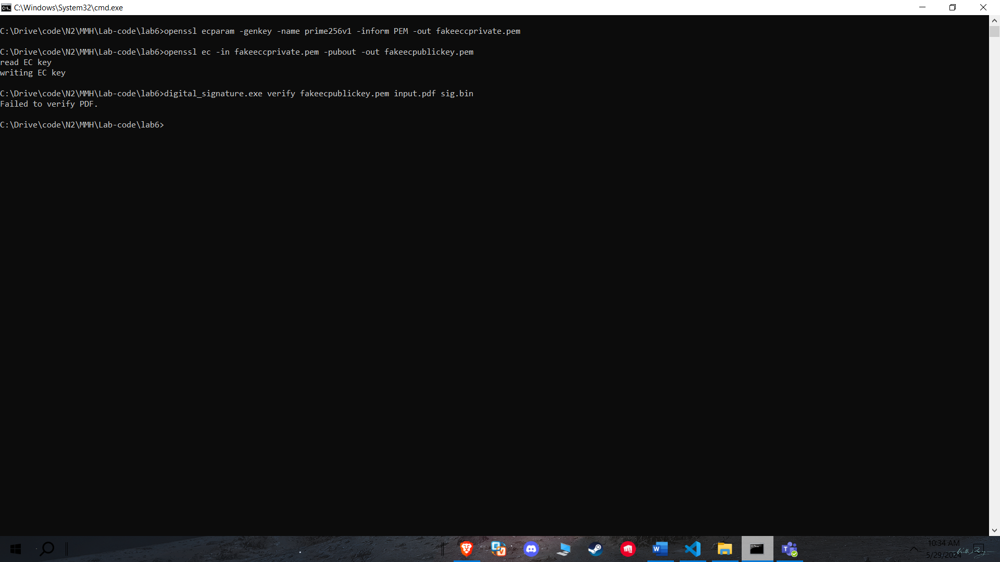 C:\Windows\System32\cmd.exe
C:\Drive\code\N2\MMH\Lab-code\lab6>openssl ecparam -genkey -name prime256v1 -inform PEM -out fakeeccprivate.pem
C:\Drive\code\N2\MMH\Lab-code\lab6>openssl ec -in fakeeccprivate.pem -pubout -out fakeecpublickey.pem
read EC key
writing EC key
C:\Drive\code\N2\MMH\Lab-code\lab6>digital_signature.exe verify fakeecpublickey.pem input.pdf sig.bin
Failed to verify PDF.
C:\Drive\code\N2\MMH\Lab-code\lab6>
10:34 AM
5/29/2024